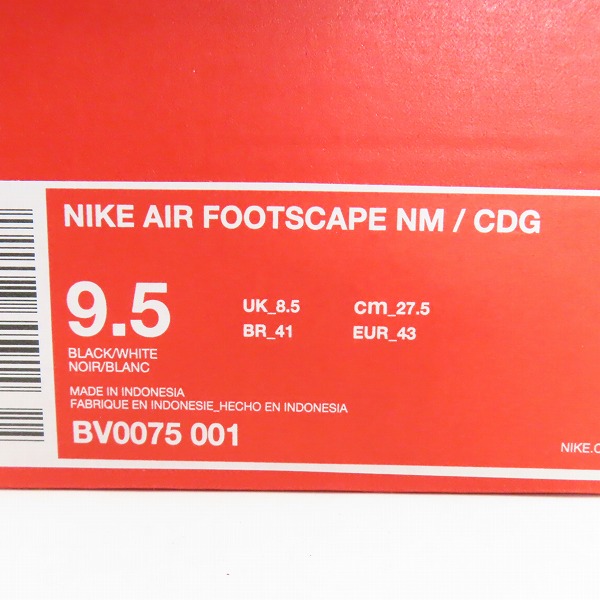 NIKE AIR FOOTSCAPE NM / CDG
9.5
UK_8.5 cm_27.5
BR_41 EUR_43
BLACK/WHITE
NOIR/BLANC
MADE IN INDONESIA
FABRIQUE EN INDONESIE_HECHO EN INDONESIA
BV0075 001
NIKE.C